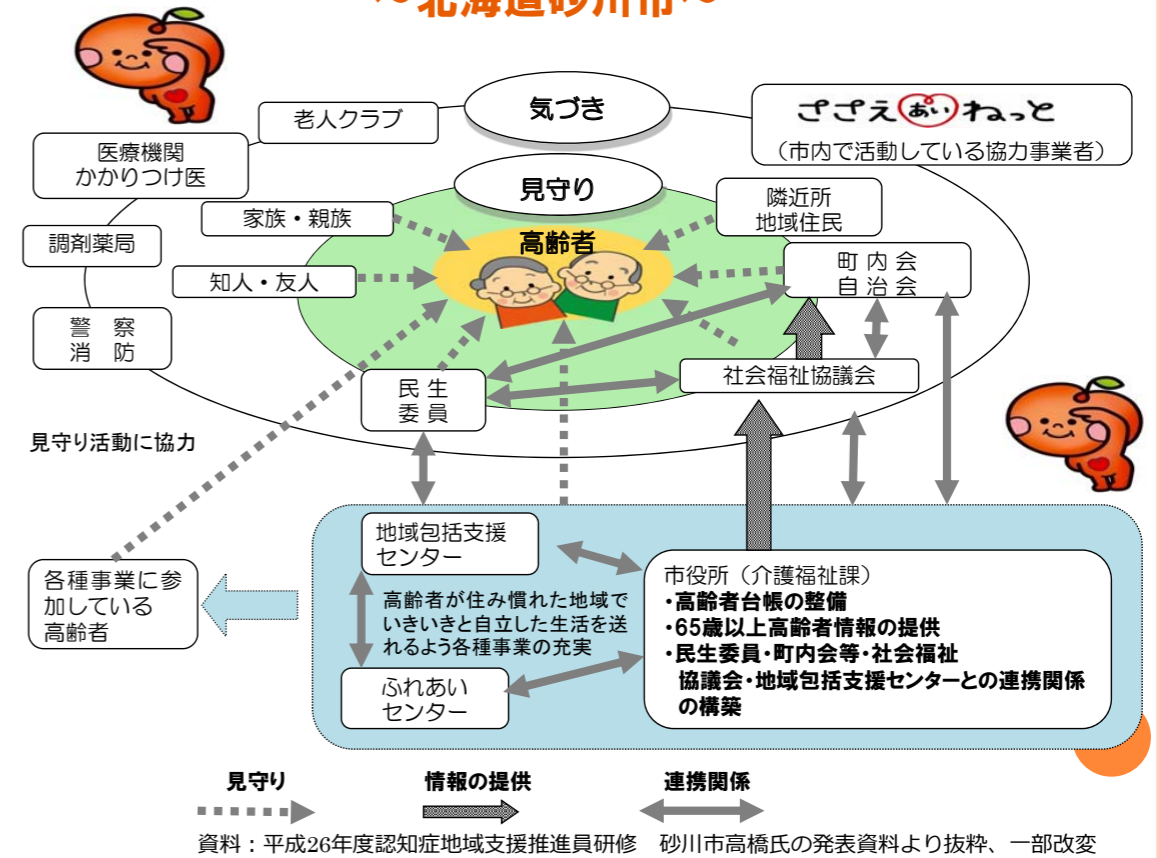 ～北海道砂川市～
気づき
老人クラブ
ささえあいねっと
（市内で活動している協力事業者）
医療機関
かかりつけ医
見守り
家族・親族
隣近所
地域住民
調剤薬局
高齢者
町 内 会
自 治 会
知人・友人
警　察
消　防
社会福祉協議会
民 生
委 員
見守り活動に協力
地域包括支援
センター
市役所（介護福祉課）
・高齢者台帳の整備
・65歳以上高齢者情報の提供
・民生委員・町内会等・社会福祉
協議会・地域包括支援センターとの連携関係
の構築
各種事業に参
加している
高齢者
高齢者が住み慣れた地域で
いきいきと自立した生活を送
れるよう各種事業の充実
ふれあい
センター
見守り　情報の提供　連携関係
資料：平成26年度認知症地域支援推進員研修　砂川市高橋氏の発表資料より抜粋、一部改変